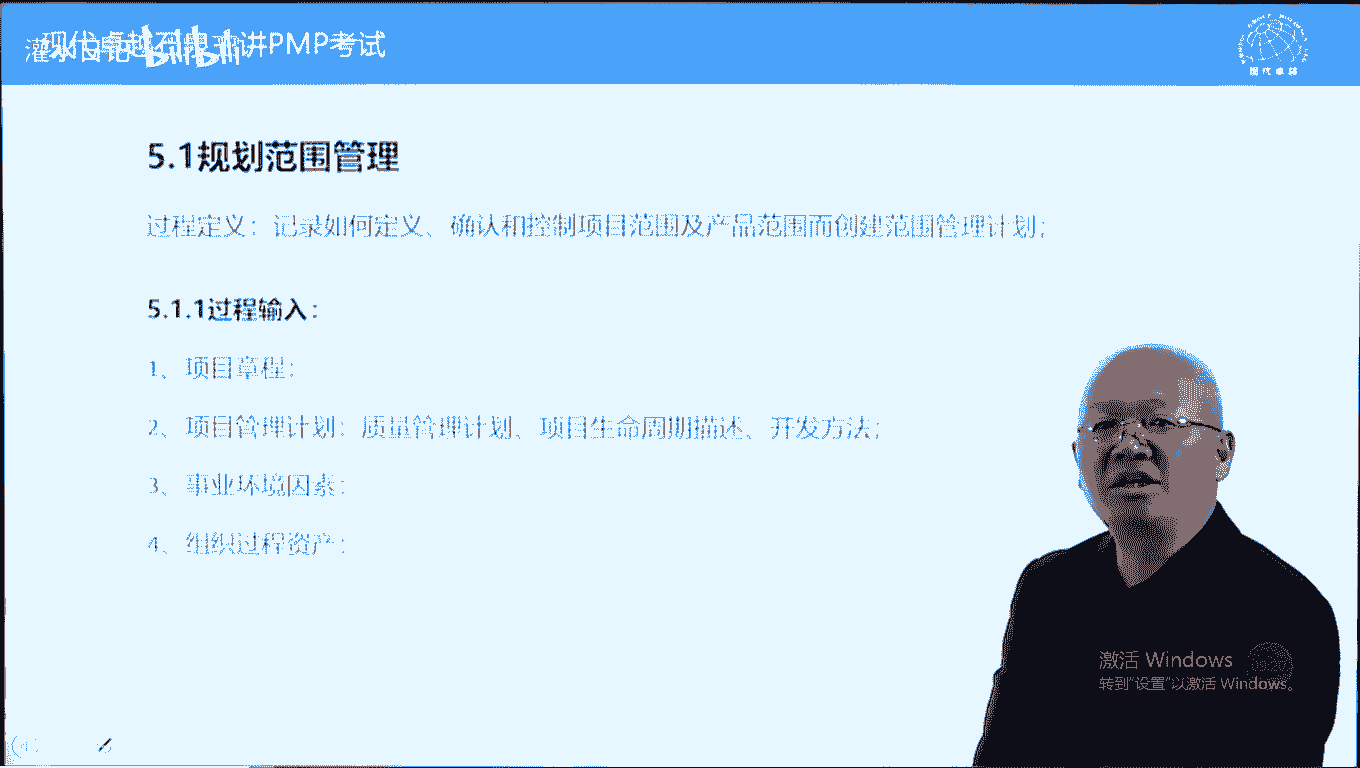 现代卓越 讲PMP考试
bilibili
现代卓越
5.1规划范围管理
过程定义：记录如何定义、确认和控制项目范围及产品范围而创建范围管理计划；
5.1.1过程输入：
1、项目章程；
2、项目管理计划：质量管理计划、项目生命周期描述、开发方法；
3、事业环境因素；
4、组织过程资产；
激活 Windows
转到"设置"以激活 Windows。